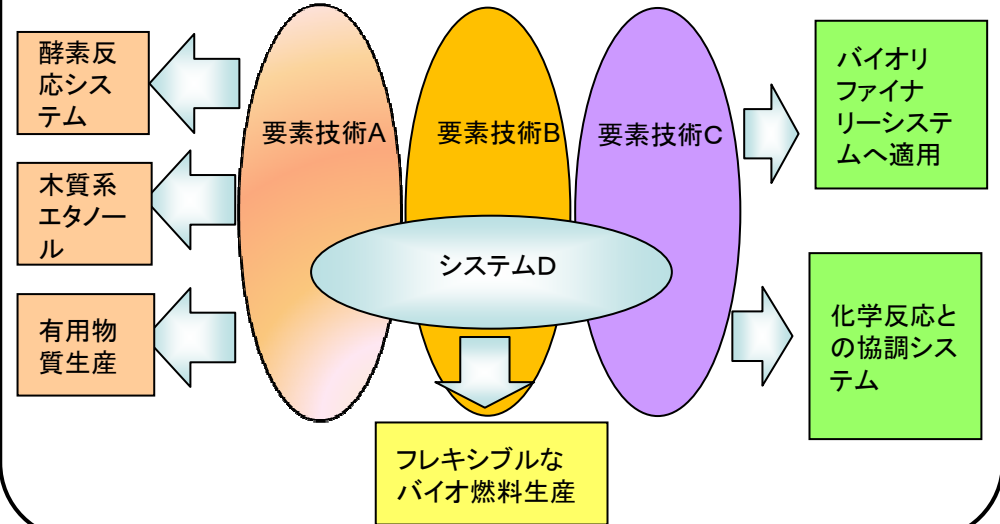 酵素反
応シス
テム
木質系
エタノー
ル
有用物
質生産
要素技術A
要素技術B
要素技術C
システムD
フレキシブルな
バイオ燃料生産
バイオリ
ファイナ
リーシステ
ムへ適用
化学反応と
の協調シス
テム